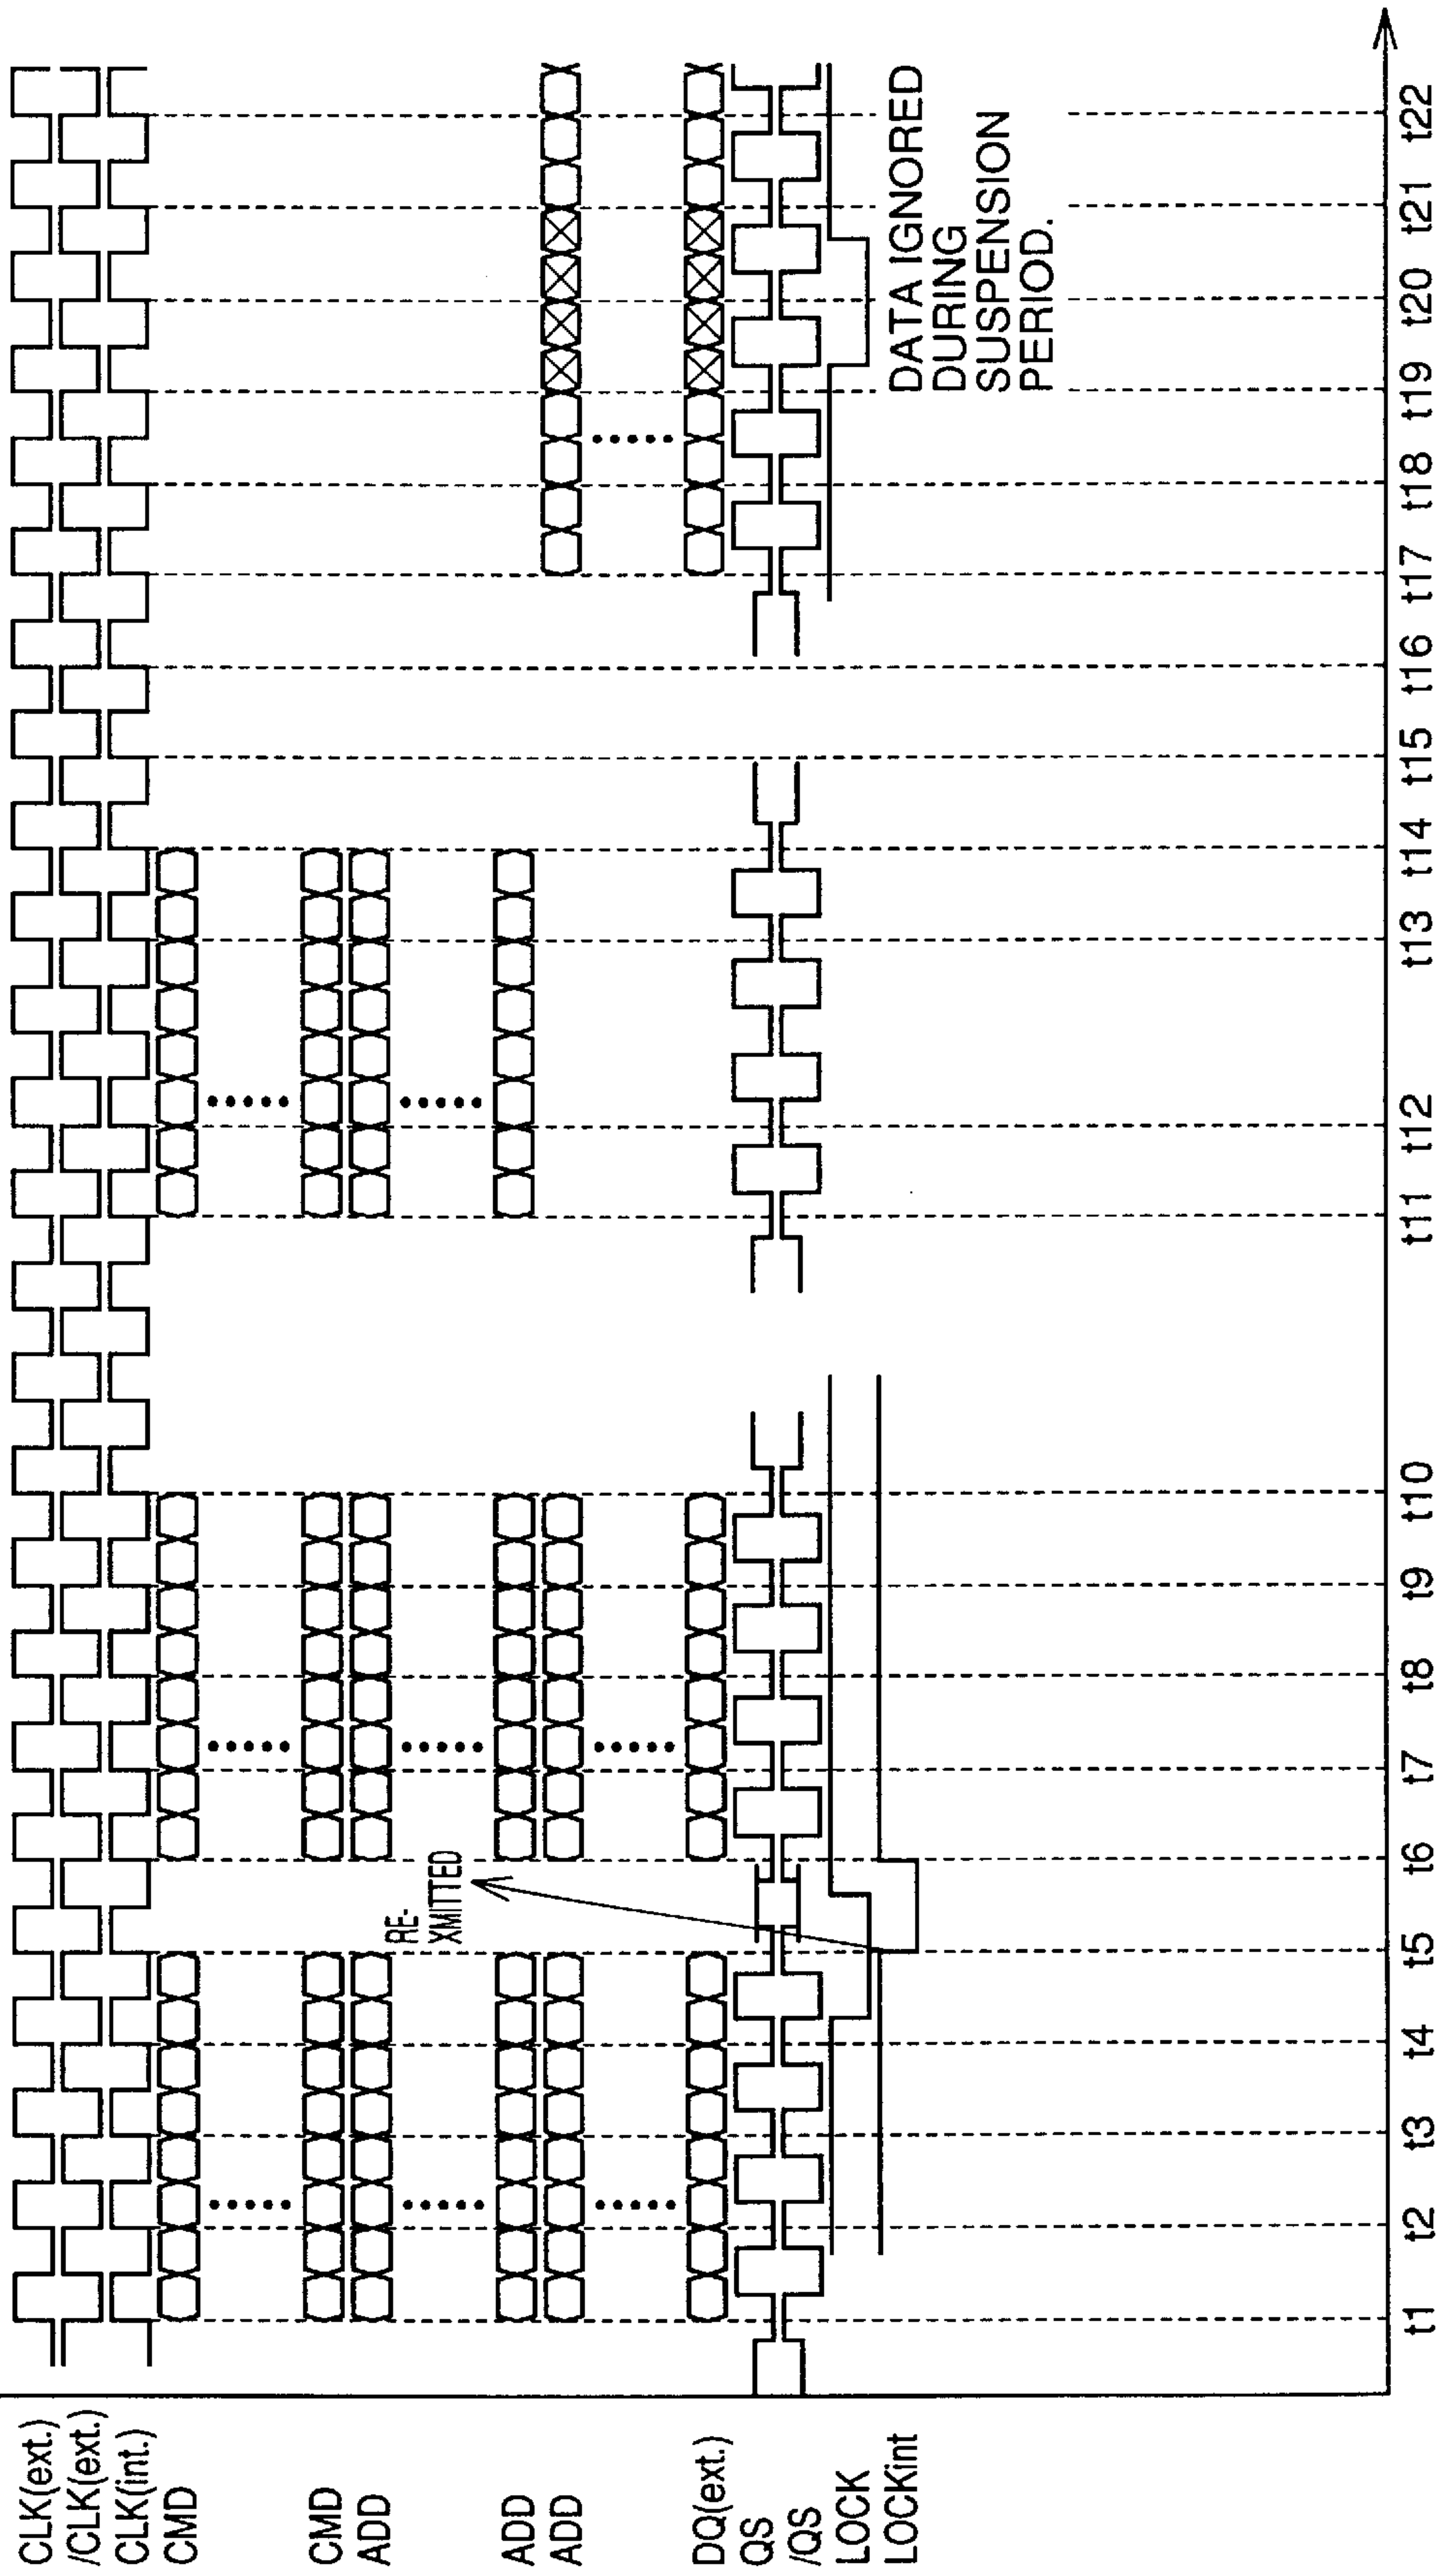 CLK(ext.)
/CLK(ext.)
CLK(int.)
CMD
CMD
ADD
ADD
ADD
DQ(ext.)
QS
/QS
LOCK
LOCKint
RE-
XMITTED
DATA IGNORED
DURING
SUSPENSION
PERIOD.
t1 t2 t3 t4 t5 t6 t7 t8 t9 t10 t11 t12 t13 t14 t15 t16 t17 t18 t19 t20 t21 t22